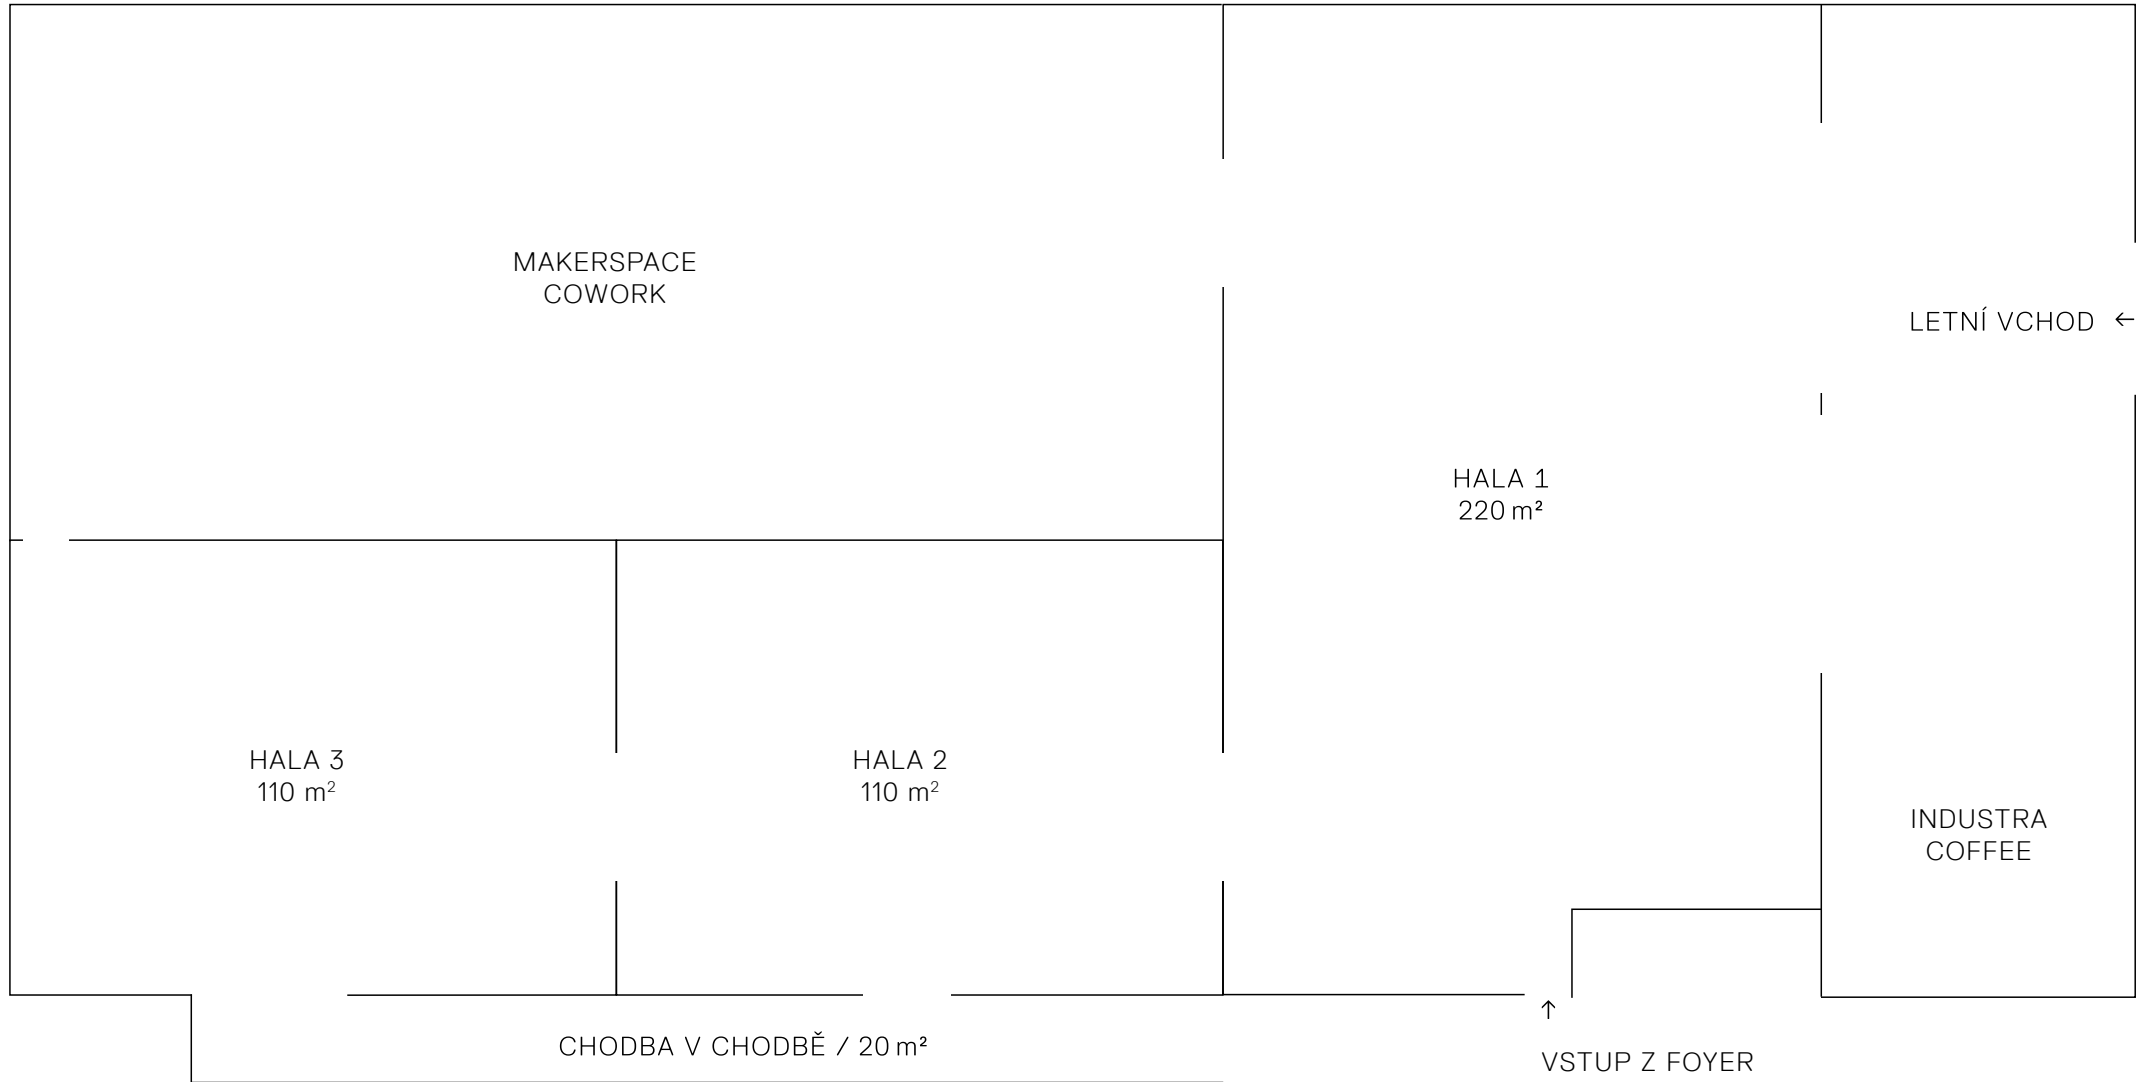 MAKERSPACE
COWORK
LETNÍ VCHOD ←
HALA 1
220 m²
HALA 3
110 m²
HALA 2
110 m²
INDUSTRA
COFFEE
CHODBA V CHODBĚ / 20 m²
↑
VSTUP Z FOYER